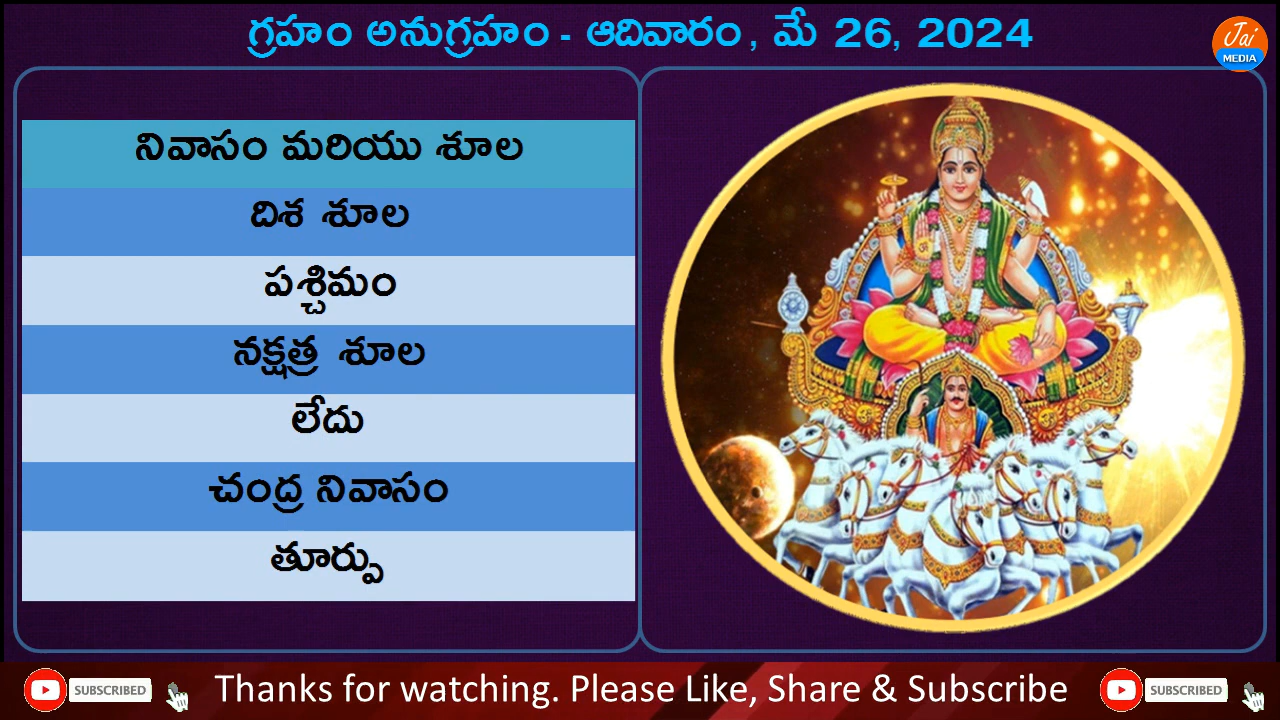 గ్రహం అనుగ్రహం - ఆదివారం, మే 26, 2024
Jai
MEDIA
నివాసం మరియు శూల
దిశ శూల
పశ్చిమం
నక్షత్ర శూల
లేదు
చంద్ర నివాసం
తూర్పు
SUBSCRIBED
Thanks for watching. Please Like, Share & Subscribe
SUBSCRIBED